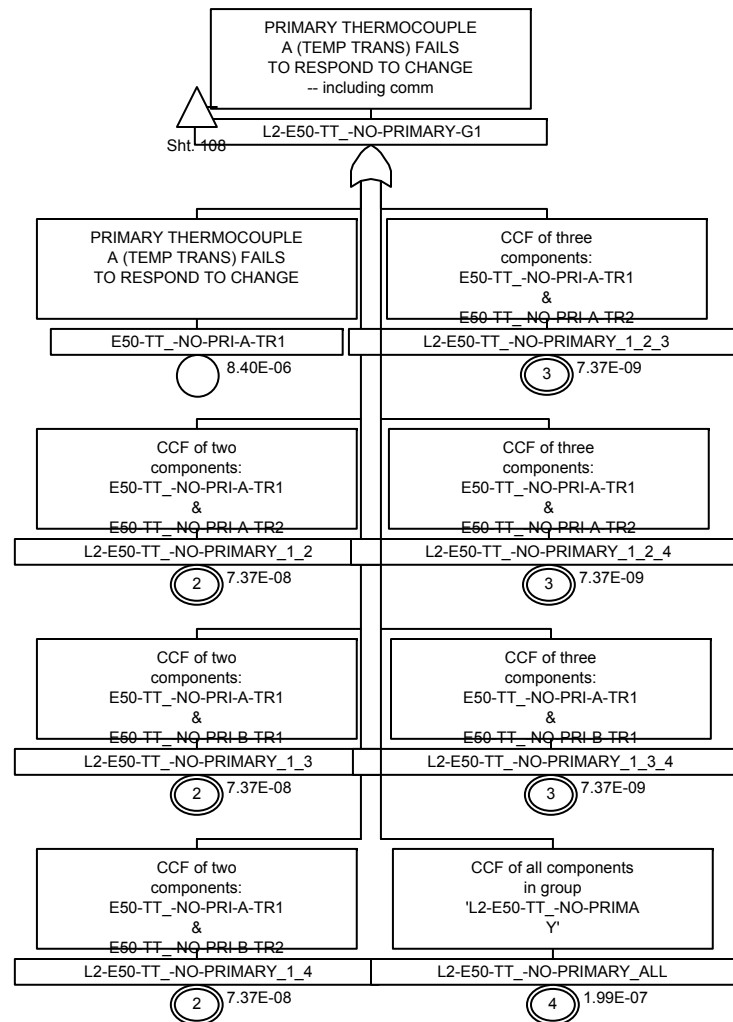 PRIMARY THERMOCOUPLE
A (TEMP TRANS) FAILS
TO RESPOND TO CHANGE
-- including comm
L2-E50-TT_-NO-PRIMARY-G1
Sht. 108
PRIMARY THERMOCOUPLE
A (TEMP TRANS) FAILS
TO RESPOND TO CHANGE
E50-TT_-NO-PRI-A-TR1
8.40E-06
CCF of three
components:
E50-TT_-NO-PRI-A-TR1
&
E50-TT_-NO-PRI-A-TR2
L2-E50-TT_-NO-PRIMARY_1_2_3
3
7.37E-09
CCF of two
components:
E50-TT_-NO-PRI-A-TR1
&
E50-TT_-NO-PRI-A-TR2
L2-E50-TT_-NO-PRIMARY_1_2
2
7.37E-08
CCF of three
components:
E50-TT_-NO-PRI-A-TR1
&
E50-TT_-NO-PRI-A-TR2
L2-E50-TT_-NO-PRIMARY_1_2_4
3
7.37E-09
CCF of two
components:
E50-TT_-NO-PRI-A-TR1
&
E50-TT_-NO-PRI-B-TR1
L2-E50-TT_-NO-PRIMARY_1_3
2
7.37E-08
CCF of three
components:
E50-TT_-NO-PRI-A-TR1
&
E50-TT_-NO-PRI-B-TR1
L2-E50-TT_-NO-PRIMARY_1_3_4
3
7.37E-09
CCF of two
components:
E50-TT_-NO-PRI-A-TR1
&
E50-TT_-NO-PRI-B-TR2
L2-E50-TT_-NO-PRIMARY_1_4
2
7.37E-08
CCF of all components
in group
'L2-E50-TT_-NO-PRIMA
Y'
L2-E50-TT_-NO-PRIMARY_ALL
4
1.99E-07